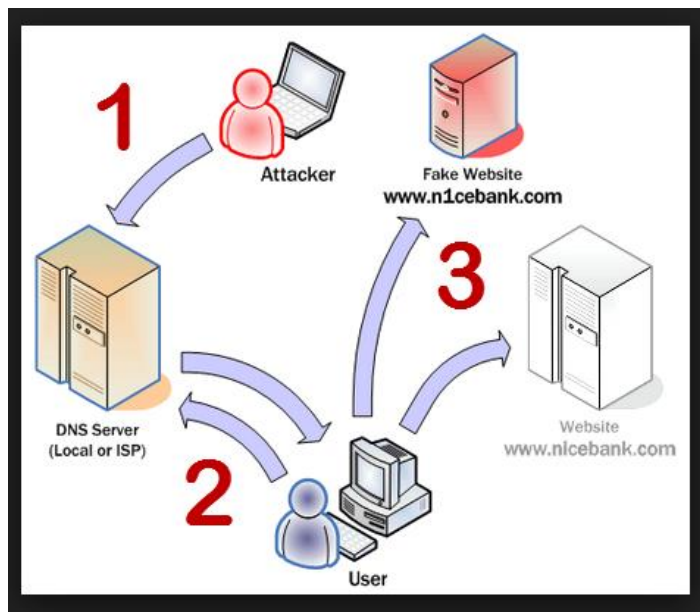 1
Attacker
Fake Website
www.n1cebank.com
3
DNS Server
(Local or ISP)
Website
www.nicebank.com
2
User